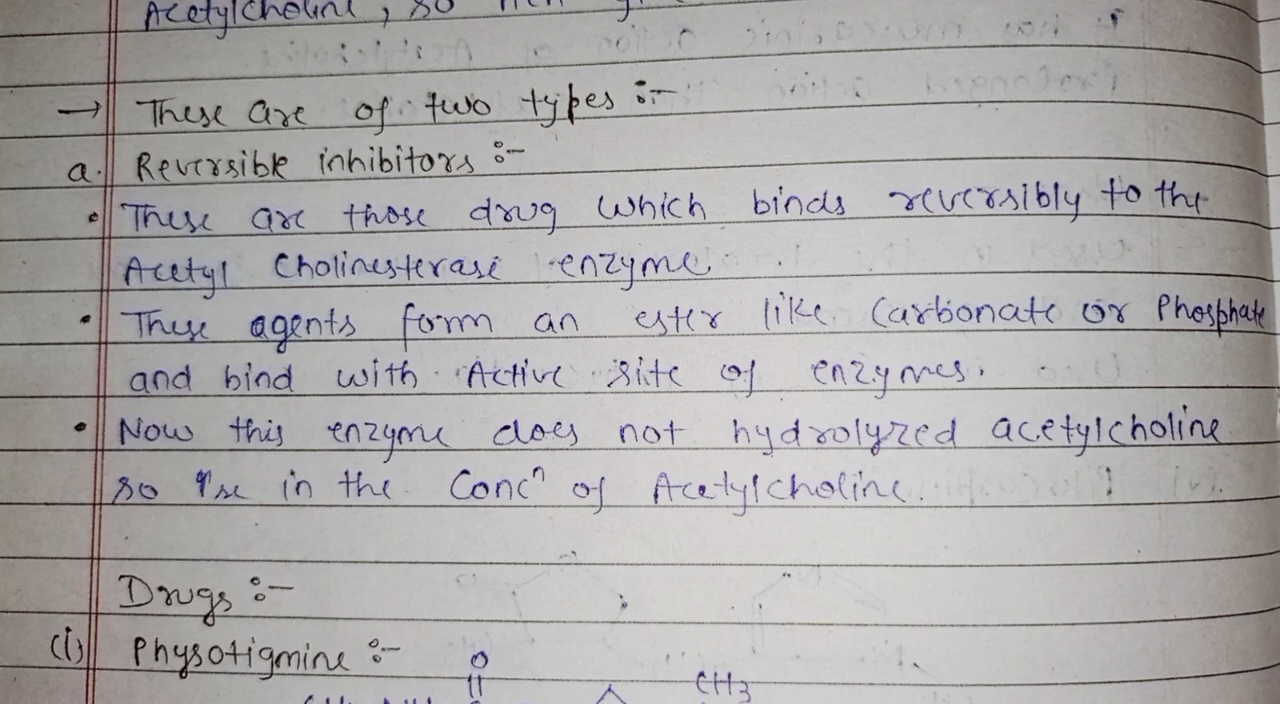 Acetylcholine, so
→ These are of two types :-
a. Reversible inhibitors :-
• These are those drug which binds reversibly to the
Acetyl Cholinesterase enzyme
• These agents form an ester like Carbonate or Phosphate
and bind with Active site of enzymes.
• Now this enzyme does not hydrolyzed acetylcholine
so ↑se in the Concⁿ of Acetylcholine.
Drugs :-
(i) Physotigmine :-
O
CH3